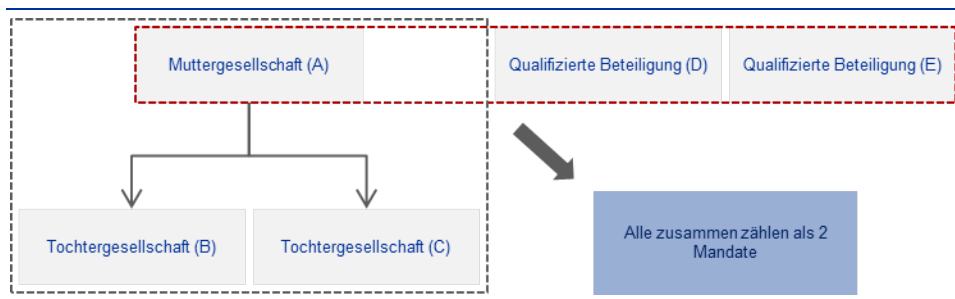 Muttergesellschaft (A)
Qualifizierte Beteiligung (D)
Qualifizierte Beteiligung (E)
Tochtergesellschaft (B)
Tochtergesellschaft (C)
Alle zusammen zählen als 2
Mandate